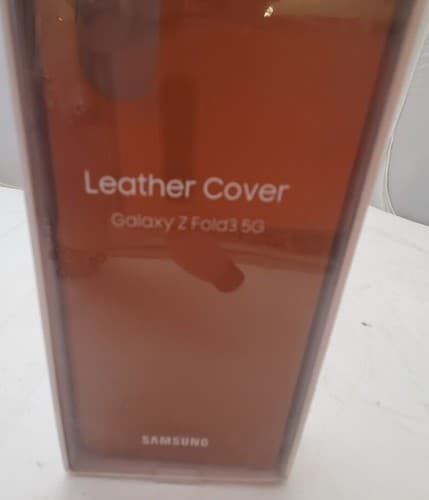 Leather Cover
Galaxy Z Fold3 5G
SAMSUNG